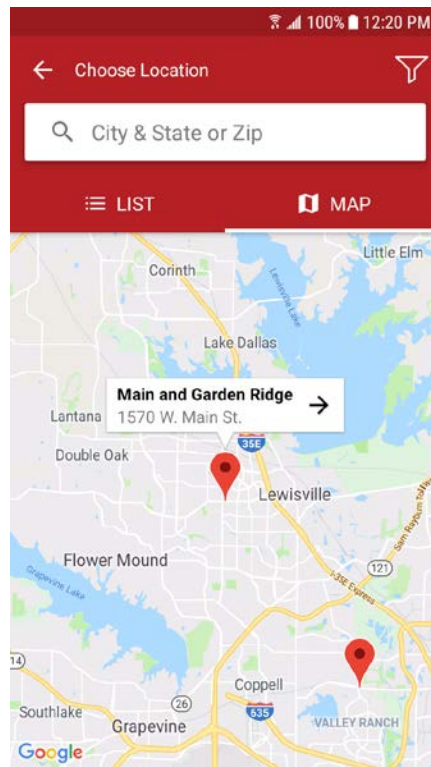 100% 12:20 PM
Choose Location
City & State or Zip
LIST
MAP
Little Elm
Corinth
Lewisville Lake
Lake Dallas
Main and Garden Ridge
1570 W. Main St.
Lantana
35E
Double Oak
Lewisville
Sam Rayburn Tollw
Flower Mound
121
I-35E Express
Grapevine Lake
14
Coppell
26
635
Southlake
Grapevine
VALLEY RANCH
Google